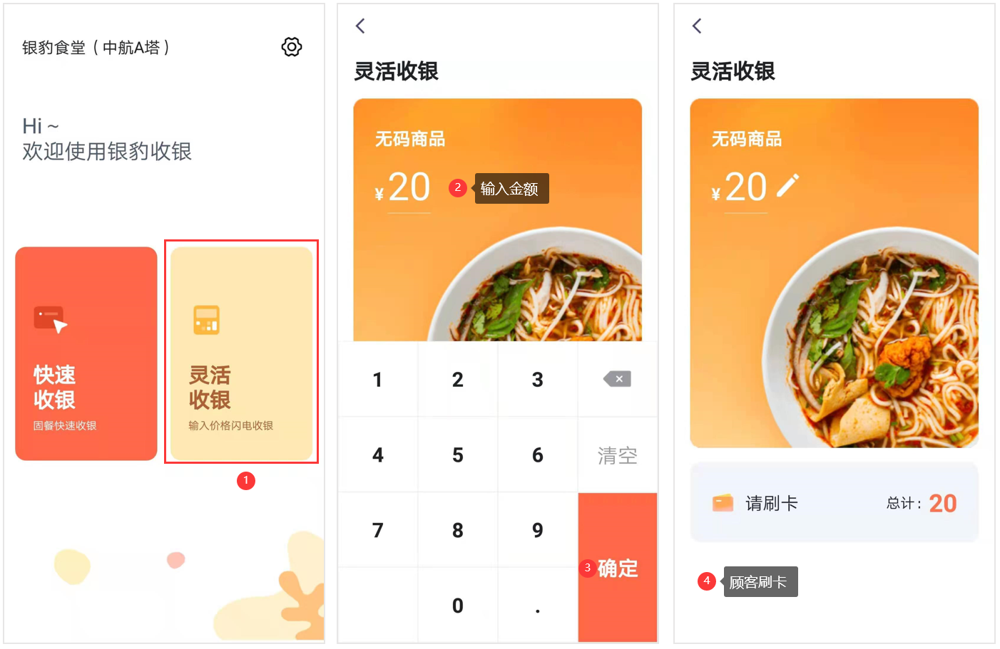 银豹食堂（中航A塔）
Hi ~
欢迎使用银豹收银
快速
收银
固餐快速收银
灵活
收银
输入价格闪电收银
1
灵活收银
无码商品
¥20
2
输入金额
1 2 3
4 5 6 清空
7 8 9
3
确定
0 .
灵活收银
无码商品
¥20
请刷卡
总计：20
4
顾客刷卡